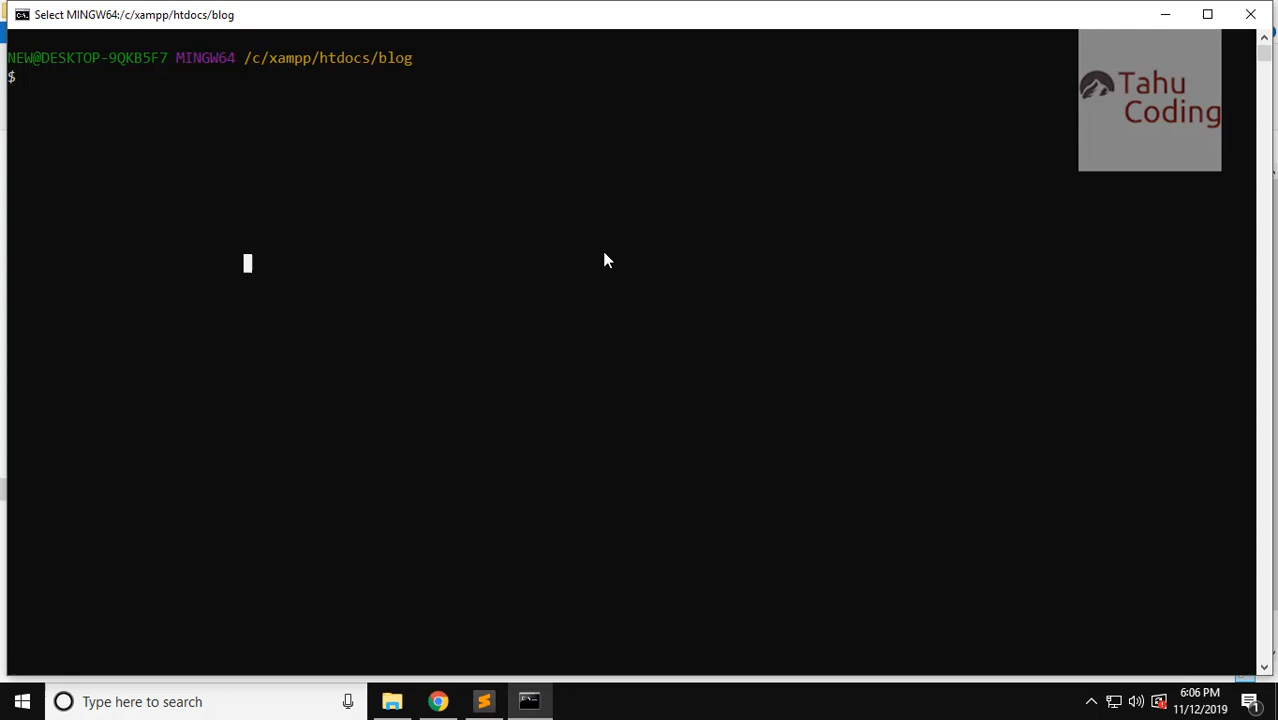 Select MINGW64:/c/xampp/htdocs/blog
NEW@DESKTOP-9QKB5F7 MINGW64 /c/xampp/htdocs/blog
$
Tahu
Coding
Type here to search
6:06 PM
11/12/2019
1